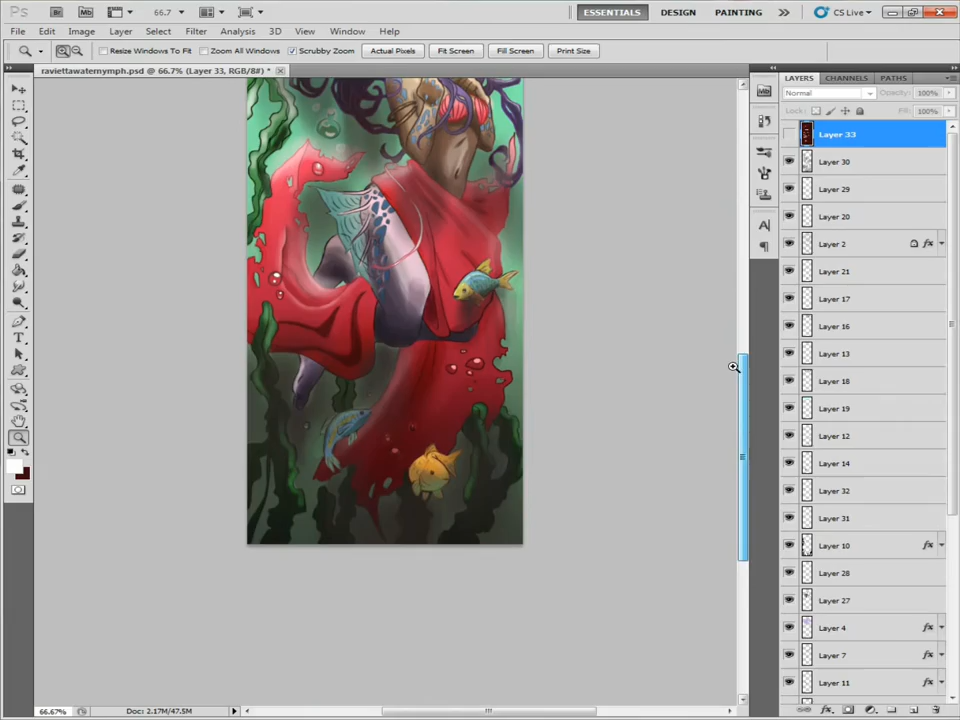 Ps Br Mb 66.7 ESSENTIALS DESIGN PAINTING CS Live
File Edit Image Layer Select Filter Analysis 3D View Window Help
Resize Windows To Fit Zoom All Windows Scrubby Zoom Actual Pixels Fit Screen Fill Screen Print Size
raviettawaternymph.psd @ 66.7% (Layer 33, RGB/8#) *
LAYERS CHANNELS PATHS
Normal Opacity: 100%
Lock: Fill: 100%
Layer 33
Layer 30
Layer 29
Layer 20
Layer 2 fx
Layer 21
Layer 17
Layer 16
Layer 13
Layer 18
Layer 19
Layer 12
Layer 14
Layer 32
Layer 31
Layer 10 fx
Layer 28
Layer 27
Layer 4 fx
Layer 7 fx
Layer 11 fx
66.67% Doc: 2.17M/47.5M